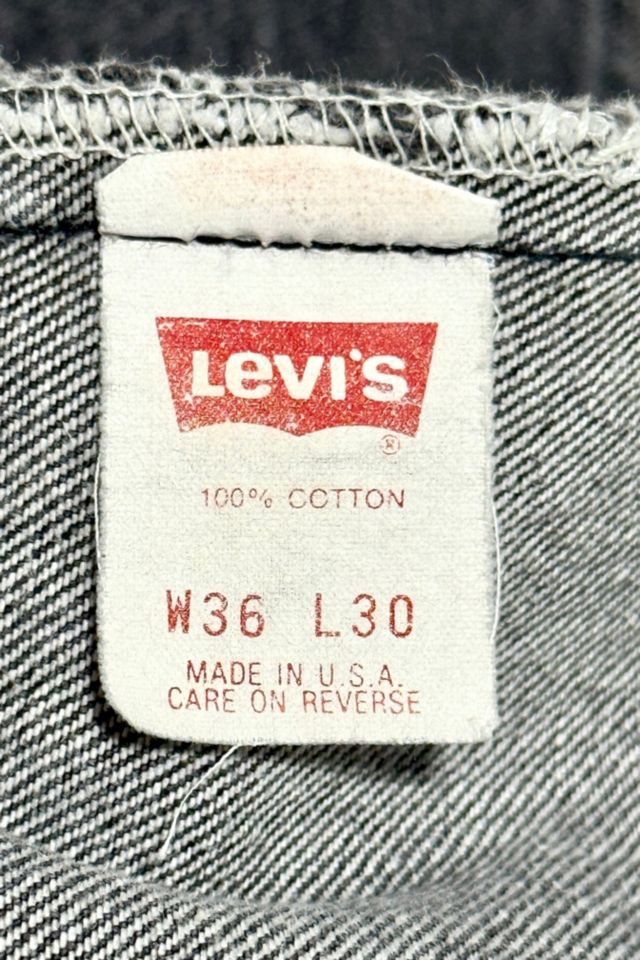 Levi's
®
100% COTTON
W36 L30
MADE IN U.S.A.
CARE ON REVERSE